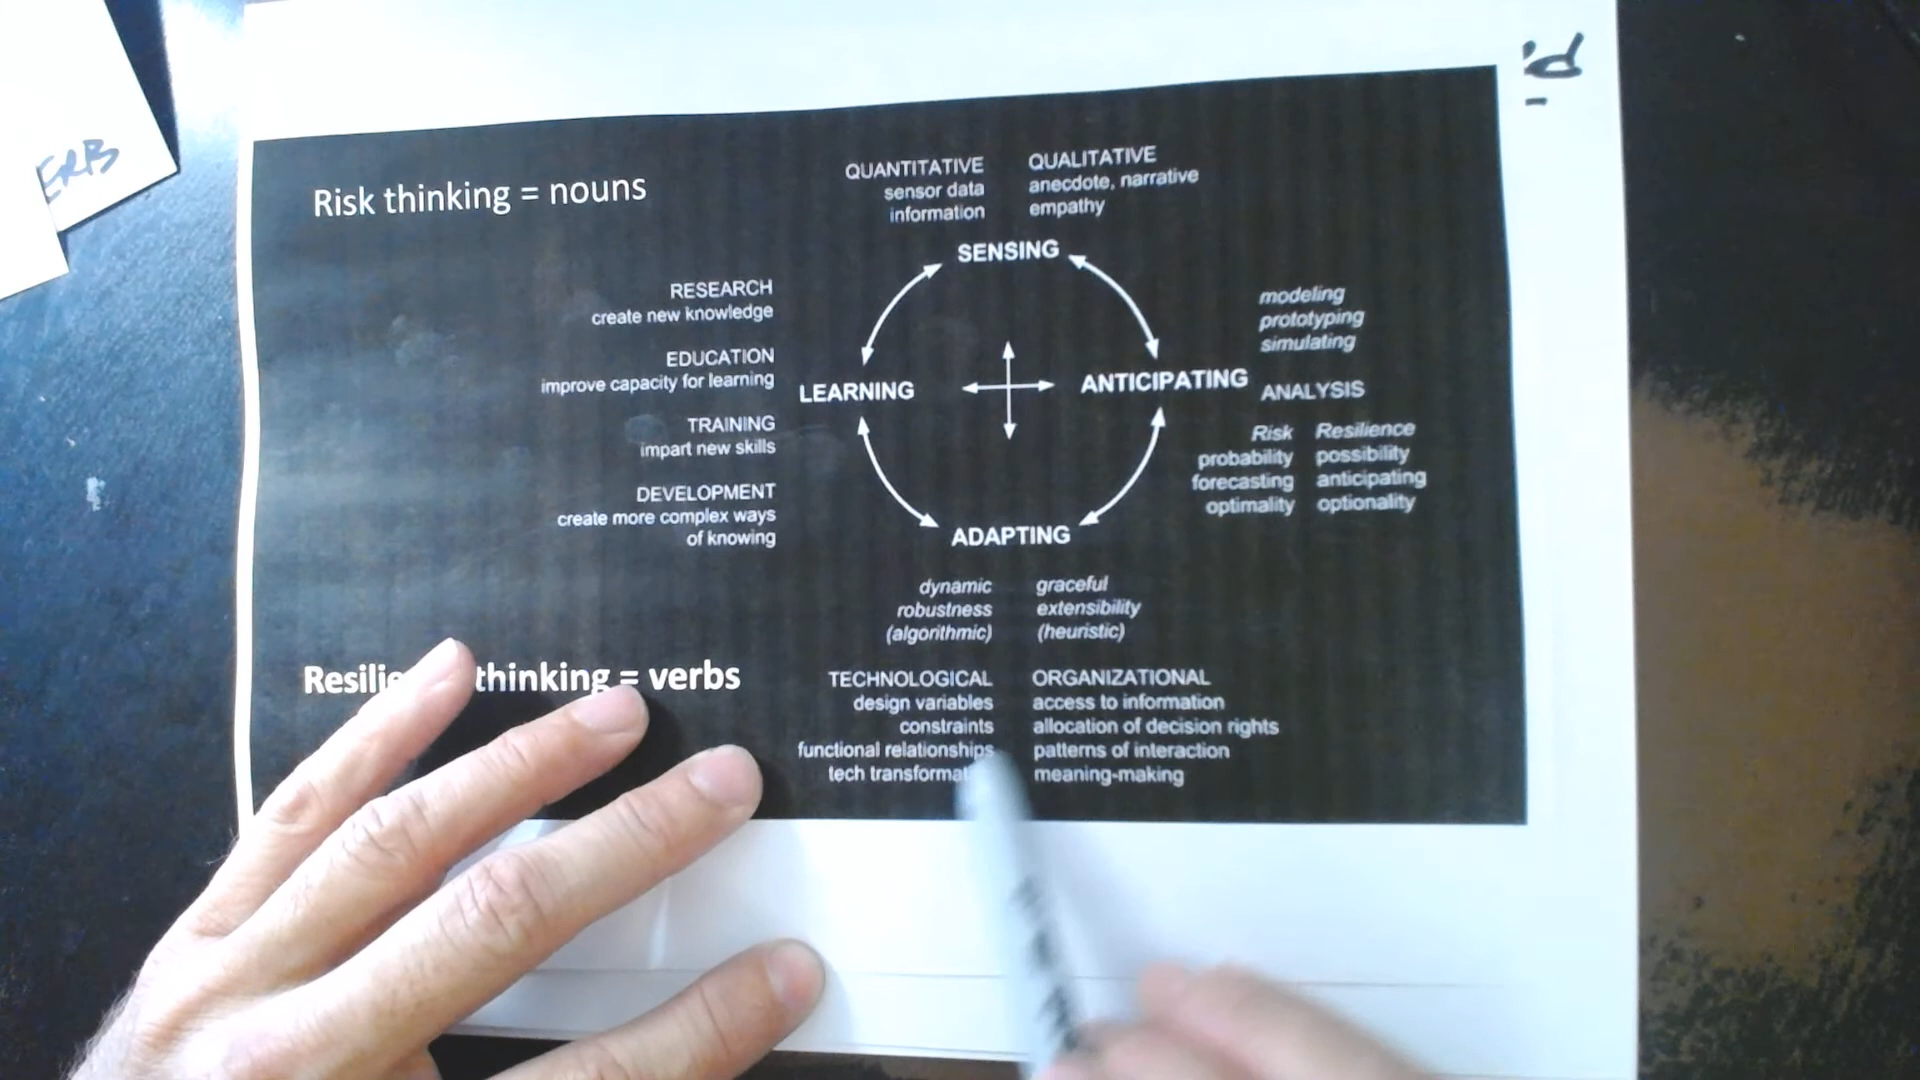 ERB
Risk thinking = nouns
QUANTITATIVE
sensor data
information
QUALITATIVE
anecdote, narrative
empathy
SENSING
RESEARCH
create new knowledge
EDUCATION
improve capacity for learning
TRAINING
impart new skills
DEVELOPMENT
create more complex ways
of knowing
LEARNING
ANTICIPATING
modeling
prototyping
simulating
ANALYSIS
Risk Resilience
probability possibility
forecasting anticipating
optimality optionality
ADAPTING
dynamic
robustness
(algorithmic)
graceful
extensibility
(heuristic)
thinking = verbs
TECHNOLOGICAL
design variables
constraints
functional relationships
tech
ORGANIZATIONAL
access to information
allocation of decision rights
patterns of interaction
meaning-making